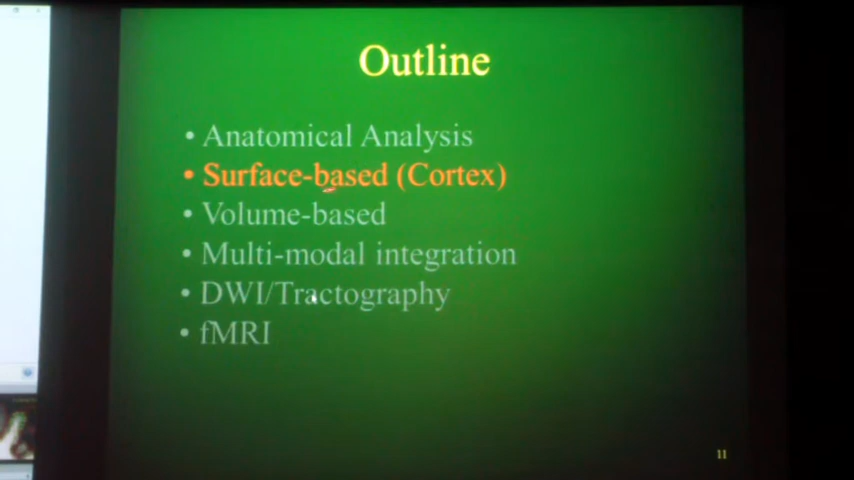 Outline
• Anatomical Analysis
• Surface-based (Cortex)
• Volume-based
• Multi-modal integration
• DWI/Tractography
• fMRI
11